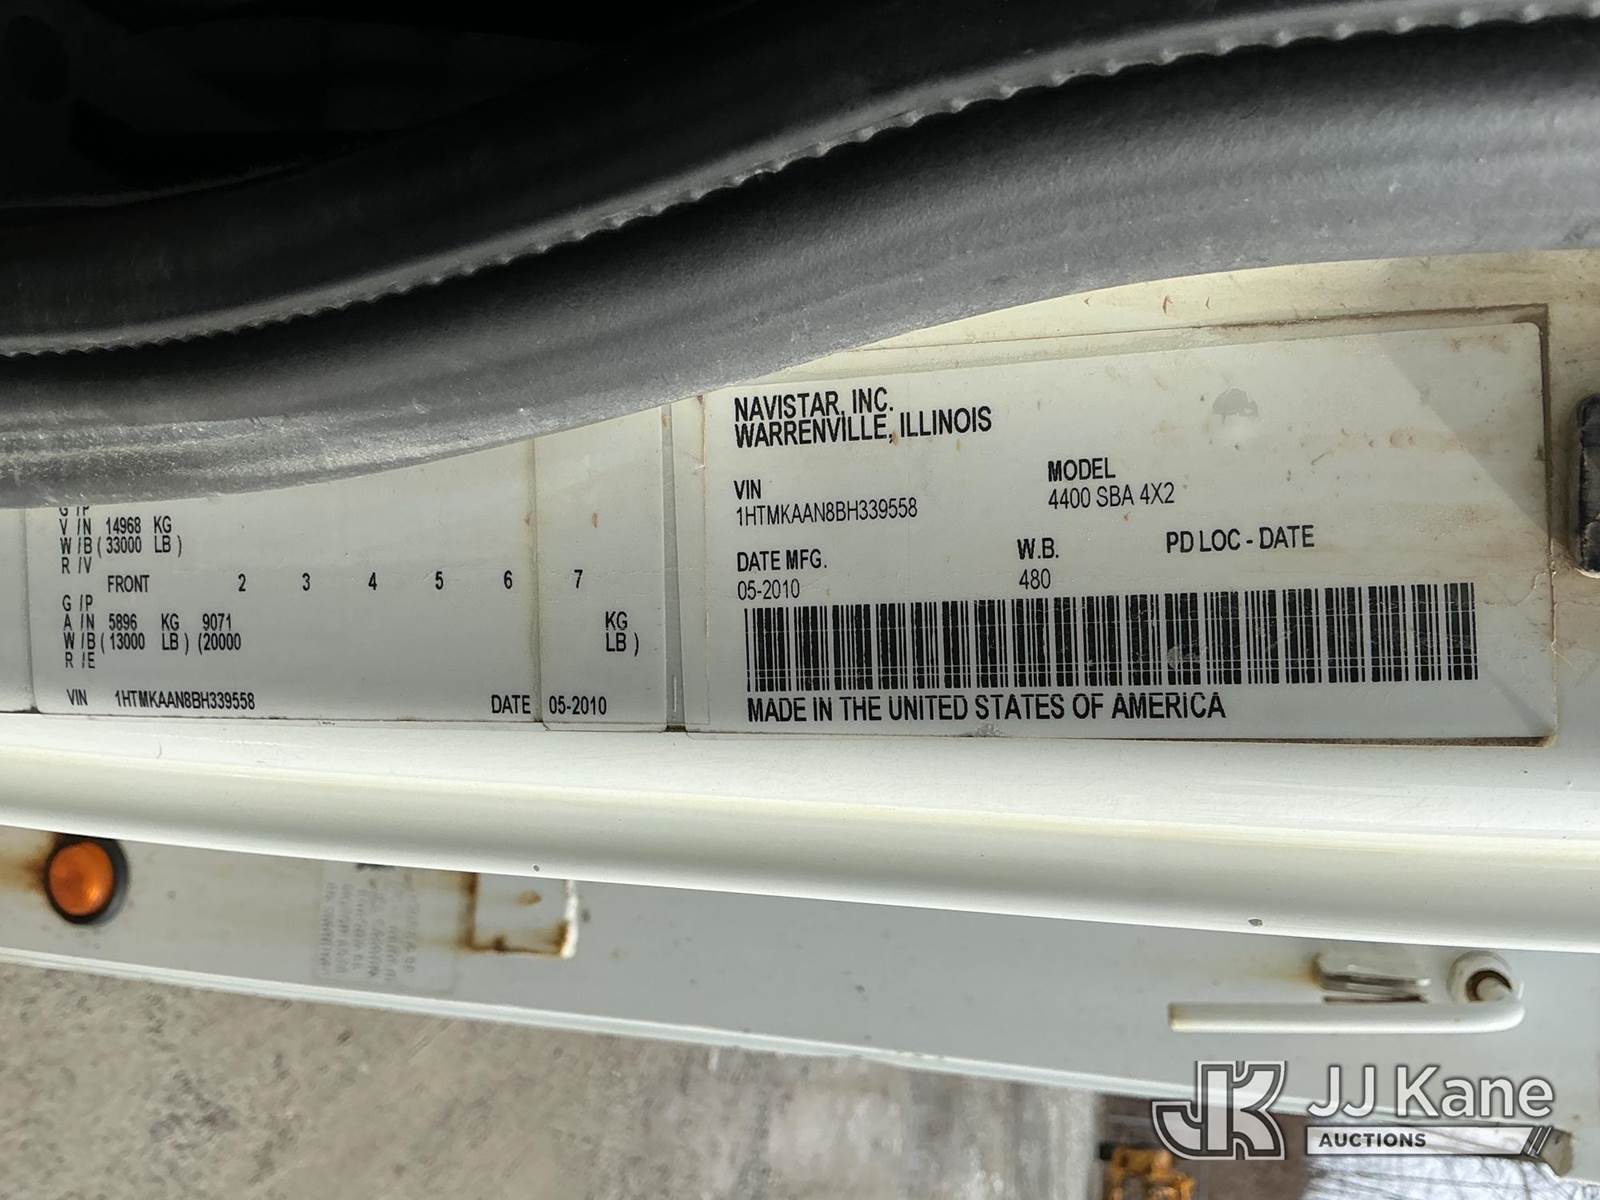 NAVISTAR, INC.
WARRENVILLE, ILLINOIS
VIN
1HTMKAAN8BH339558
MODEL
4400 SBA 4X2
DATE MFG.
05-2010
W.B.
480
PD LOC - DATE
MADE IN THE UNITED STATES OF AMERICA
G /P
V /N 14968 KG
W /B ( 33000 LB )
R /V
FRONT 2 3 4 5 6 7
G /P
A /N 5896 KG 9071 KG
W /B ( 13000 LB ) (20000 LB )
R /E
VIN 1HTMKAAN8BH339558 DATE 05-2010
JK JJ Kane
AUCTIONS